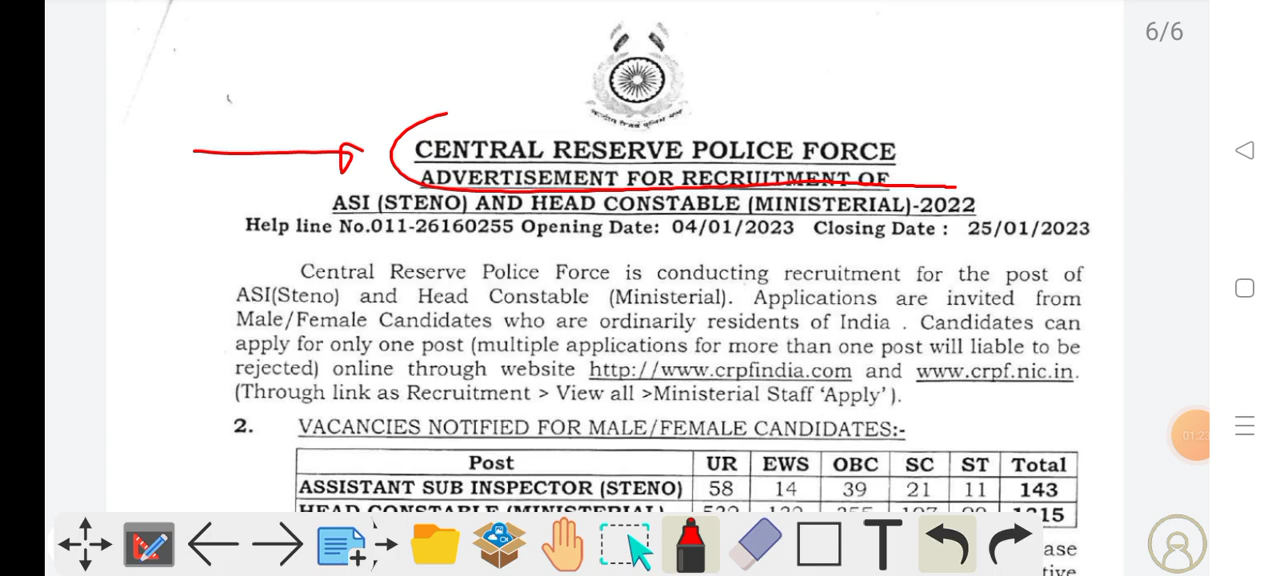 6/6
CENTRAL RESERVE POLICE FORCE
ADVERTISEMENT FOR RECRUITMENT OF
ASI (STENO) AND HEAD CONSTABLE (MINISTERIAL)-2022
Help line No.011-26160255 Opening Date: 04/01/2023 Closing Date : 25/01/2023
Central Reserve Police Force is conducting recruitment for the post of
ASI(Steno) and Head Constable (Ministerial). Applications are invited from
Male/Female Candidates who are ordinarily residents of India . Candidates can
apply for only one post (multiple applications for more than one post will liable to be
rejected) online through website http://www.crpfindia.com and www.crpf.nic.in.
(Through link as Recruitment > View all >Ministerial Staff 'Apply' ).
2. VACANCIES NOTIFIED FOR MALE/FEMALE CANDIDATES:-
Post UR EWS OBC SC ST Total
ASSISTANT SUB INSPECTOR (STENO) 58 14 39 21 11 143
HEAD CONSTABLE (MINISTERIAL)
01:23